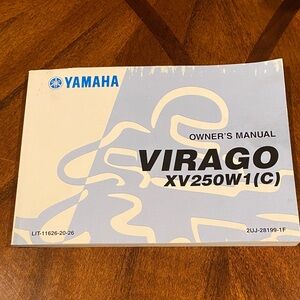 YAMAHA
OWNER'S MANUAL
VIRAGO
XV250W1(C)
LIT-11626-20-26
2UJ-28199-1F